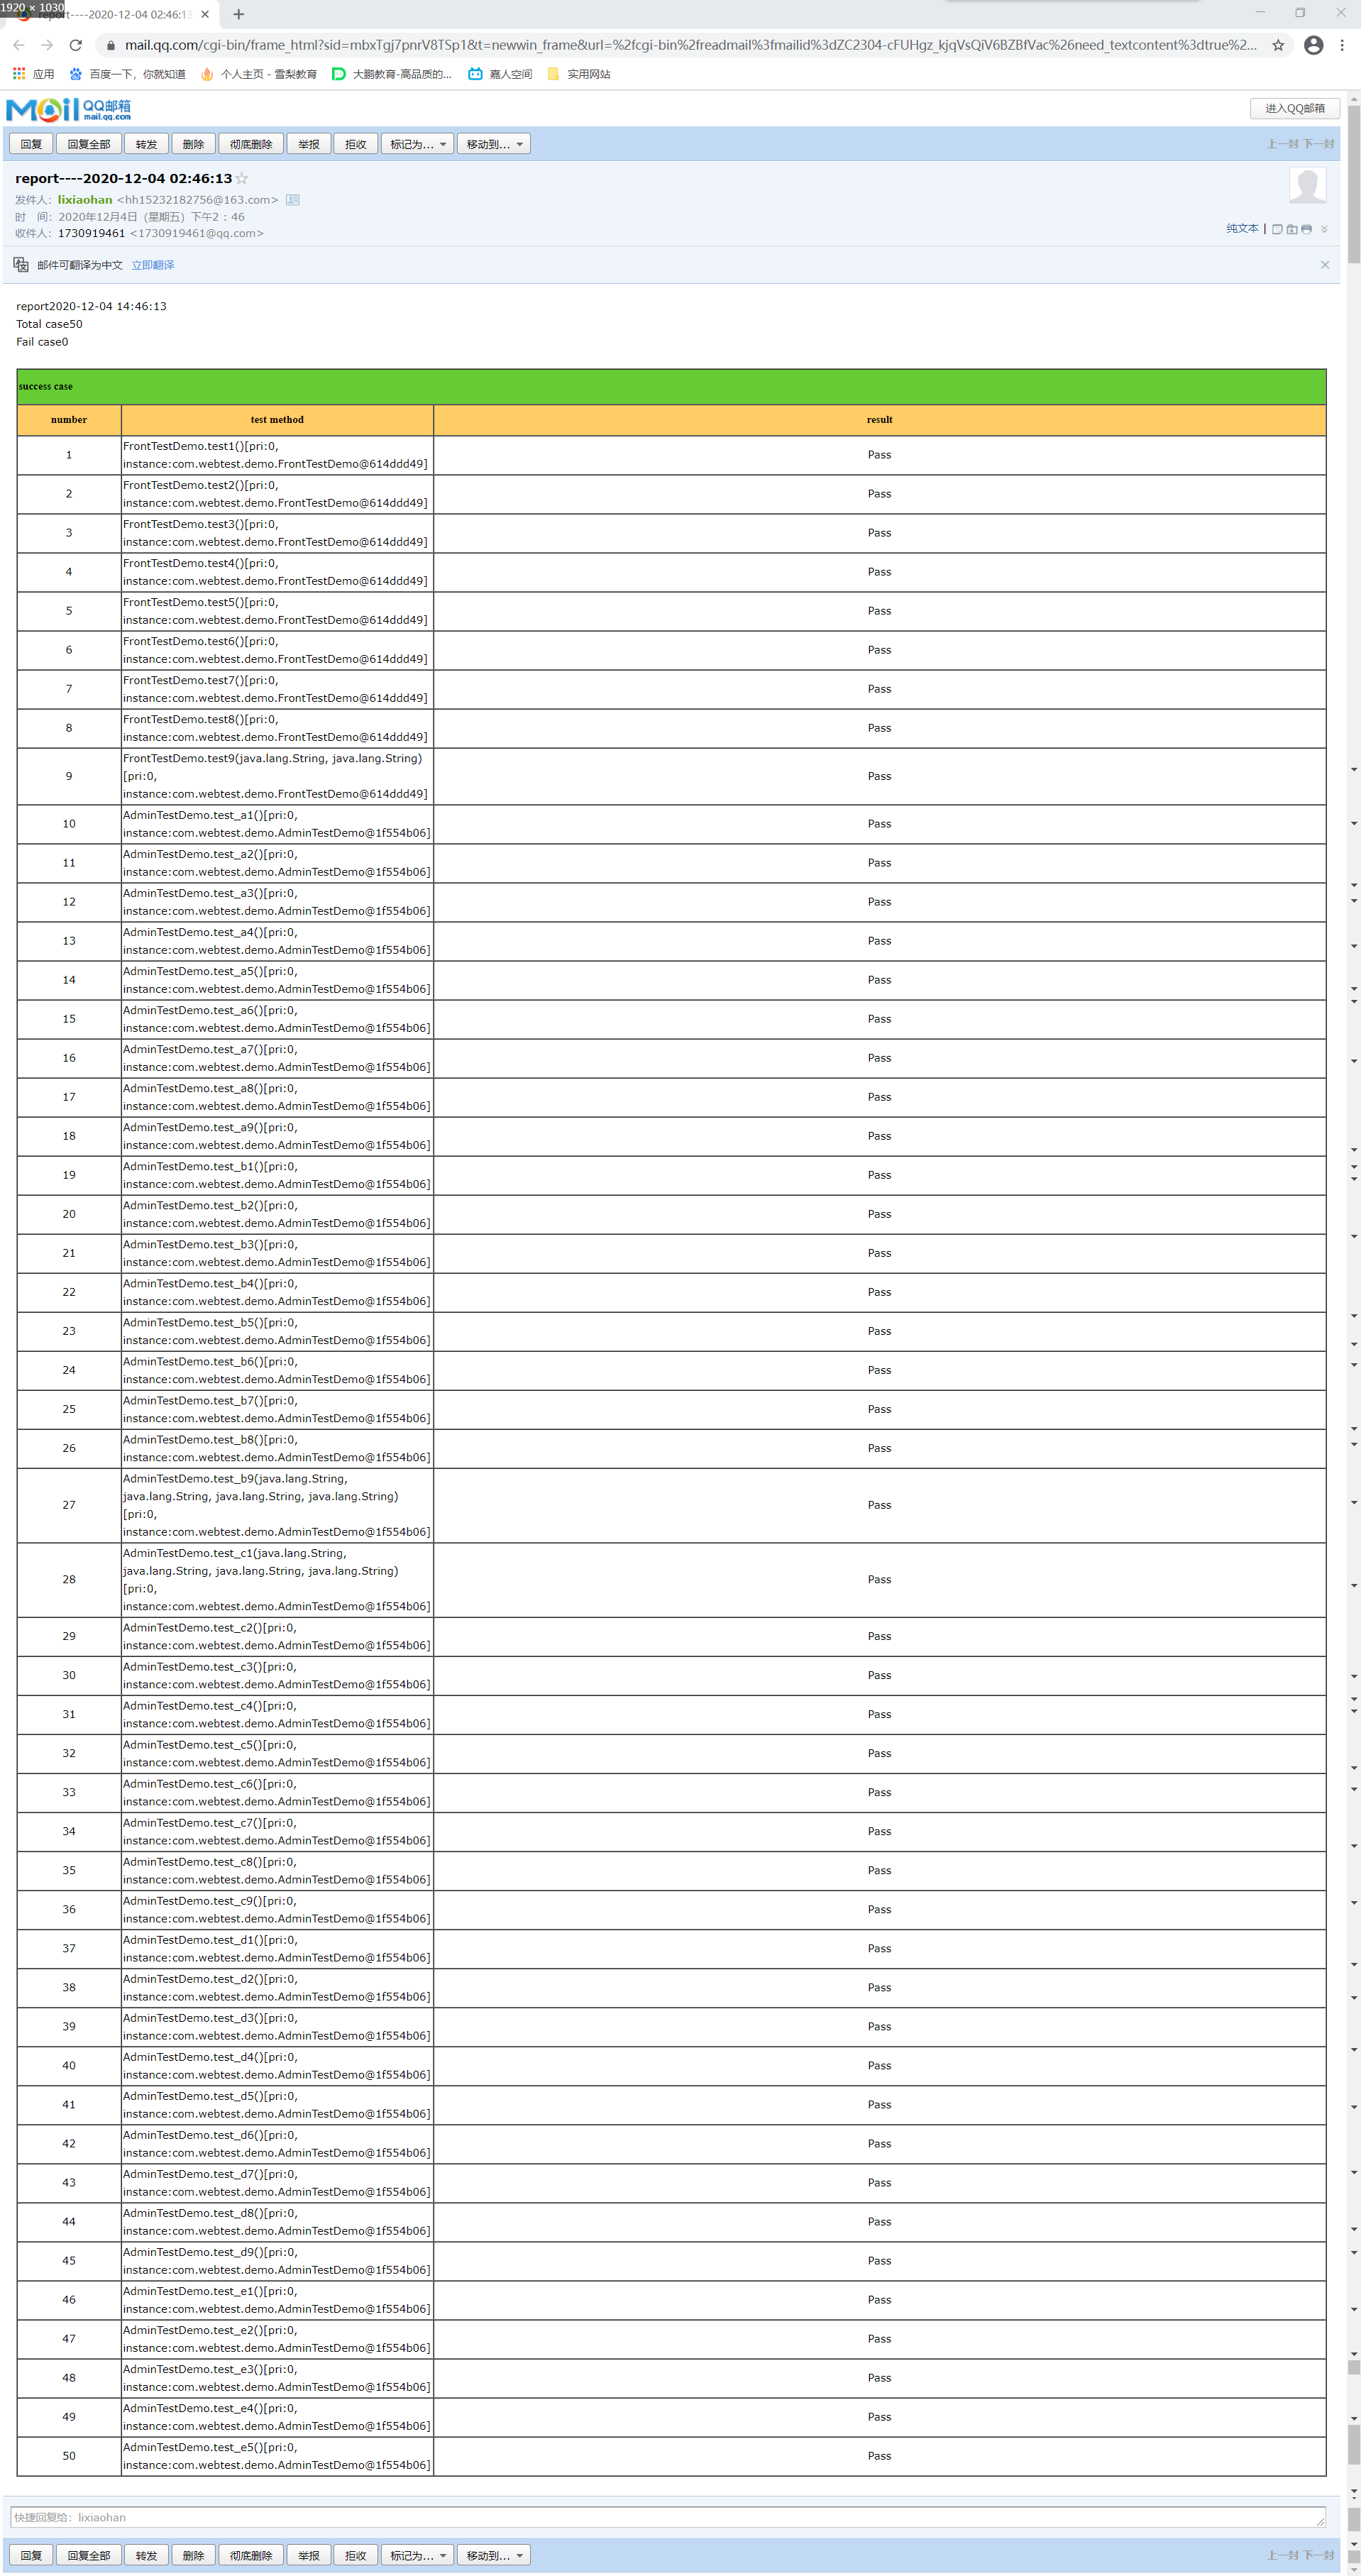 1920 × 1030
report----2020-12-04 02:46:13
mail.qq.com/cgi-bin/frame_html?sid=mbxTgj7pnrV8TSp1&t=newwin_frame&url=%2fcgi-bin%2freadmail%3fmailid%3dZC2304-cFUHgz_kjqVsQiV6BZBfVac%26need_textcontent%3dtrue%2...
应用 百度一下，你就知道 个人主页 - 雪梨教育 大鹏教育-高品质的... 嘉人空间 实用网站
Mail QQ邮箱 进入QQ邮箱
mail.qq.com
回复 回复全部 转发 删除 彻底删除 举报 拒收 标记为... 移动到... 上一封 下一封
report----2020-12-04 02:46:13
发件人：lixiaohan <hh15232182756@163.com>
时 间：2020年12月4日（星期五）下午2：46
收件人：1730919461 <1730919461@qq.com> 纯文本
邮件可翻译为中文 立即翻译
report2020-12-04 14:46:13
Total case50
Fail case0
success case
number test method result
1 FrontTestDemo.test1()[pri:0, Pass
instance:com.webtest.demo.FrontTestDemo@614ddd49]
2 FrontTestDemo.test2()[pri:0, Pass
instance:com.webtest.demo.FrontTestDemo@614ddd49]
3 FrontTestDemo.test3()[pri:0, Pass
instance:com.webtest.demo.FrontTestDemo@614ddd49]
4 FrontTestDemo.test4()[pri:0, Pass
instance:com.webtest.demo.FrontTestDemo@614ddd49]
5 FrontTestDemo.test5()[pri:0, Pass
instance:com.webtest.demo.FrontTestDemo@614ddd49]
6 FrontTestDemo.test6()[pri:0, Pass
instance:com.webtest.demo.FrontTestDemo@614ddd49]
7 FrontTestDemo.test7()[pri:0, Pass
instance:com.webtest.demo.FrontTestDemo@614ddd49]
8 FrontTestDemo.test8()[pri:0, Pass
instance:com.webtest.demo.FrontTestDemo@614ddd49]
FrontTestDemo.test9(java.lang.String, java.lang.String)
9 [pri:0, Pass
instance:com.webtest.demo.FrontTestDemo@614ddd49]
10 AdminTestDemo.test_a1()[pri:0, Pass
instance:com.webtest.demo.AdminTestDemo@1f554b06]
11 AdminTestDemo.test_a2()[pri:0, Pass
instance:com.webtest.demo.AdminTestDemo@1f554b06]
12 AdminTestDemo.test_a3()[pri:0, Pass
instance:com.webtest.demo.AdminTestDemo@1f554b06]
13 AdminTestDemo.test_a4()[pri:0, Pass
instance:com.webtest.demo.AdminTestDemo@1f554b06]
14 AdminTestDemo.test_a5()[pri:0, Pass
instance:com.webtest.demo.AdminTestDemo@1f554b06]
15 AdminTestDemo.test_a6()[pri:0, Pass
instance:com.webtest.demo.AdminTestDemo@1f554b06]
16 AdminTestDemo.test_a7()[pri:0, Pass
instance:com.webtest.demo.AdminTestDemo@1f554b06]
17 AdminTestDemo.test_a8()[pri:0, Pass
instance:com.webtest.demo.AdminTestDemo@1f554b06]
18 AdminTestDemo.test_a9()[pri:0, Pass
instance:com.webtest.demo.AdminTestDemo@1f554b06]
19 AdminTestDemo.test_b1()[pri:0, Pass
instance:com.webtest.demo.AdminTestDemo@1f554b06]
20 AdminTestDemo.test_b2()[pri:0, Pass
instance:com.webtest.demo.AdminTestDemo@1f554b06]
21 AdminTestDemo.test_b3()[pri:0, Pass
instance:com.webtest.demo.AdminTestDemo@1f554b06]
22 AdminTestDemo.test_b4()[pri:0, Pass
instance:com.webtest.demo.AdminTestDemo@1f554b06]
23 AdminTestDemo.test_b5()[pri:0, Pass
instance:com.webtest.demo.AdminTestDemo@1f554b06]
24 AdminTestDemo.test_b6()[pri:0, Pass
instance:com.webtest.demo.AdminTestDemo@1f554b06]
25 AdminTestDemo.test_b7()[pri:0, Pass
instance:com.webtest.demo.AdminTestDemo@1f554b06]
26 AdminTestDemo.test_b8()[pri:0, Pass
instance:com.webtest.demo.AdminTestDemo@1f554b06]
AdminTestDemo.test_b9(java.lang.String,
27 java.lang.String, java.lang.String, java.lang.String) Pass
[pri:0,
instance:com.webtest.demo.AdminTestDemo@1f554b06]
AdminTestDemo.test_c1(java.lang.String,
28 java.lang.String, java.lang.String, java.lang.String) Pass
[pri:0,
instance:com.webtest.demo.AdminTestDemo@1f554b06]
29 AdminTestDemo.test_c2()[pri:0, Pass
instance:com.webtest.demo.AdminTestDemo@1f554b06]
30 AdminTestDemo.test_c3()[pri:0, Pass
instance:com.webtest.demo.AdminTestDemo@1f554b06]
31 AdminTestDemo.test_c4()[pri:0, Pass
instance:com.webtest.demo.AdminTestDemo@1f554b06]
32 AdminTestDemo.test_c5()[pri:0, Pass
instance:com.webtest.demo.AdminTestDemo@1f554b06]
33 AdminTestDemo.test_c6()[pri:0, Pass
instance:com.webtest.demo.AdminTestDemo@1f554b06]
34 AdminTestDemo.test_c7()[pri:0, Pass
instance:com.webtest.demo.AdminTestDemo@1f554b06]
35 AdminTestDemo.test_c8()[pri:0, Pass
instance:com.webtest.demo.AdminTestDemo@1f554b06]
36 AdminTestDemo.test_c9()[pri:0, Pass
instance:com.webtest.demo.AdminTestDemo@1f554b06]
37 AdminTestDemo.test_d1()[pri:0, Pass
instance:com.webtest.demo.AdminTestDemo@1f554b06]
38 AdminTestDemo.test_d2()[pri:0, Pass
instance:com.webtest.demo.AdminTestDemo@1f554b06]
39 AdminTestDemo.test_d3()[pri:0, Pass
instance:com.webtest.demo.AdminTestDemo@1f554b06]
40 AdminTestDemo.test_d4()[pri:0, Pass
instance:com.webtest.demo.AdminTestDemo@1f554b06]
41 AdminTestDemo.test_d5()[pri:0, Pass
instance:com.webtest.demo.AdminTestDemo@1f554b06]
42 AdminTestDemo.test_d6()[pri:0, Pass
instance:com.webtest.demo.AdminTestDemo@1f554b06]
43 AdminTestDemo.test_d7()[pri:0, Pass
instance:com.webtest.demo.AdminTestDemo@1f554b06]
44 AdminTestDemo.test_d8()[pri:0, Pass
instance:com.webtest.demo.AdminTestDemo@1f554b06]
45 AdminTestDemo.test_d9()[pri:0, Pass
instance:com.webtest.demo.AdminTestDemo@1f554b06]
46 AdminTestDemo.test_e1()[pri:0, Pass
instance:com.webtest.demo.AdminTestDemo@1f554b06]
47 AdminTestDemo.test_e2()[pri:0, Pass
instance:com.webtest.demo.AdminTestDemo@1f554b06]
48 AdminTestDemo.test_e3()[pri:0, Pass
instance:com.webtest.demo.AdminTestDemo@1f554b06]
49 AdminTestDemo.test_e4()[pri:0, Pass
instance:com.webtest.demo.AdminTestDemo@1f554b06]
50 AdminTestDemo.test_e5()[pri:0, Pass
instance:com.webtest.demo.AdminTestDemo@1f554b06]
快捷回复给：lixiaohan
回复 回复全部 转发 删除 彻底删除 举报 拒收 标记为... 移动到... 上一封 下一封